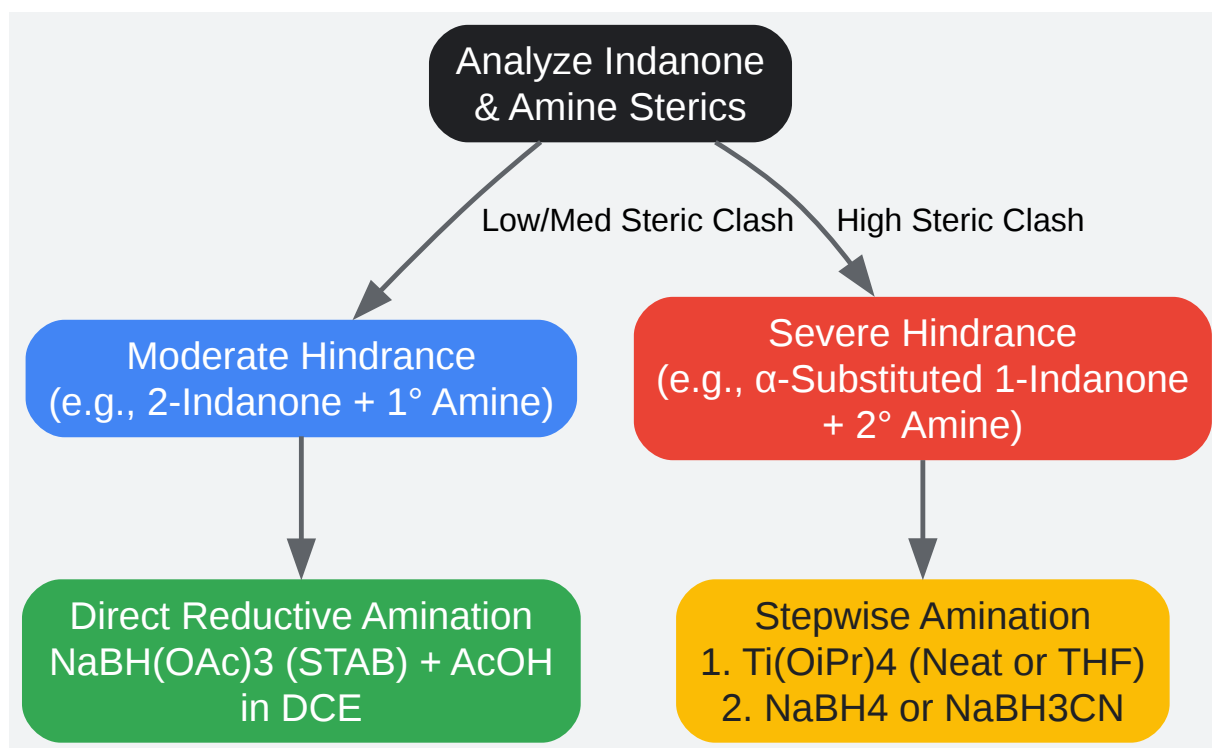 Analyze Indanone
& Amine Sterics
Low/Med Steric Clash
High Steric Clash
Moderate Hindrance
(e.g., 2-Indanone + 1° Amine)
Severe Hindrance
(e.g., α-Substituted 1-Indanone
+ 2° Amine)
Direct Reductive Amination
NaBH(OAc)3 (STAB) + AcOH
in DCE
Stepwise Amination
1. Ti(OiPr)4 (Neat or THF)
2. NaBH4 or NaBH3CN